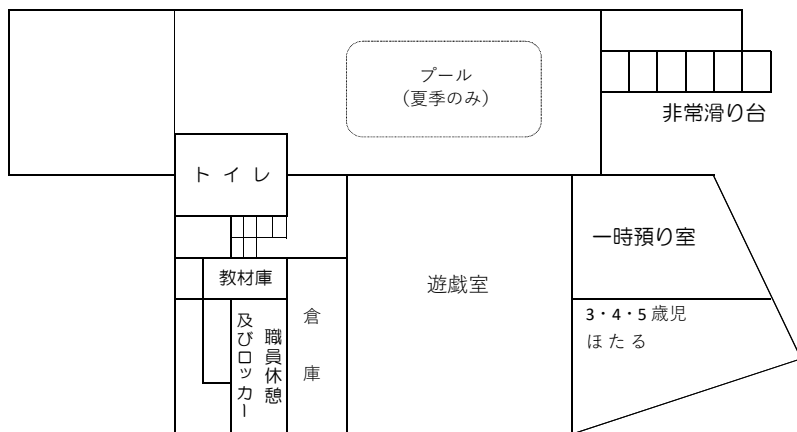 プール
（夏季のみ）
非常滑り台
トイレ
一時預り室
教材庫
遊戯室
3・4・5歳児
ほたる
倉庫
職員休憩
及びロッカー